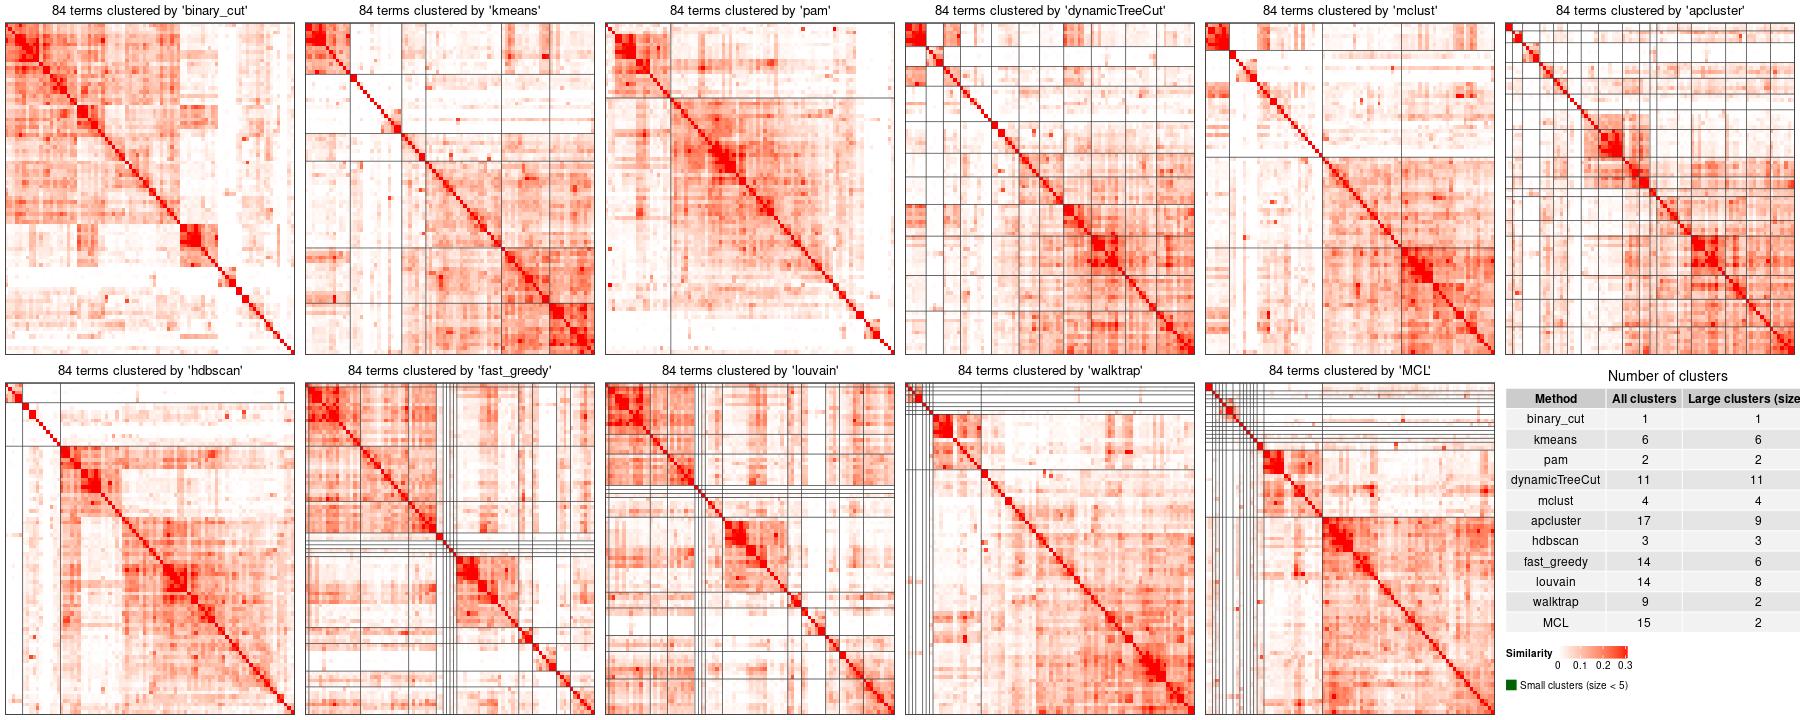 84 terms clustered by 'binary_cut'
84 terms clustered by 'kmeans'
84 terms clustered by 'pam'
84 terms clustered by 'dynamicTreeCut'
84 terms clustered by 'mclust'
84 terms clustered by 'apcluster'
84 terms clustered by 'hdbscan'
84 terms clustered by 'fast_greedy'
84 terms clustered by 'louvain'
84 terms clustered by 'walktrap'
84 terms clustered by 'MCL'
Number of clusters
Method All clusters Large clusters (size
binary_cut 1 1
kmeans 6 6
pam 2 2
dynamicTreeCut 11 11
mclust 4 4
apcluster 17 9
hdbscan 3 3
fast_greedy 14 6
louvain 14 8
walktrap 9 2
MCL 15 2
Similarity
0 0.1 0.2 0.3
Small clusters (size < 5)